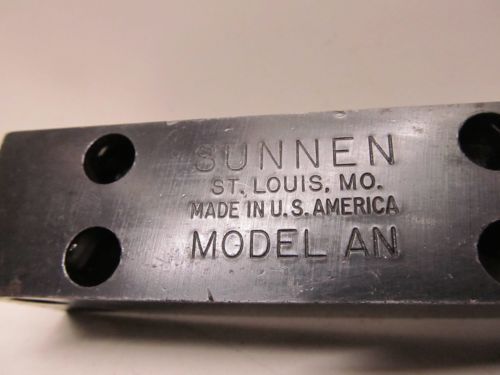 SUNNEN
ST. LOUIS, MO.
MADE IN U.S. AMERICA
MODEL AN